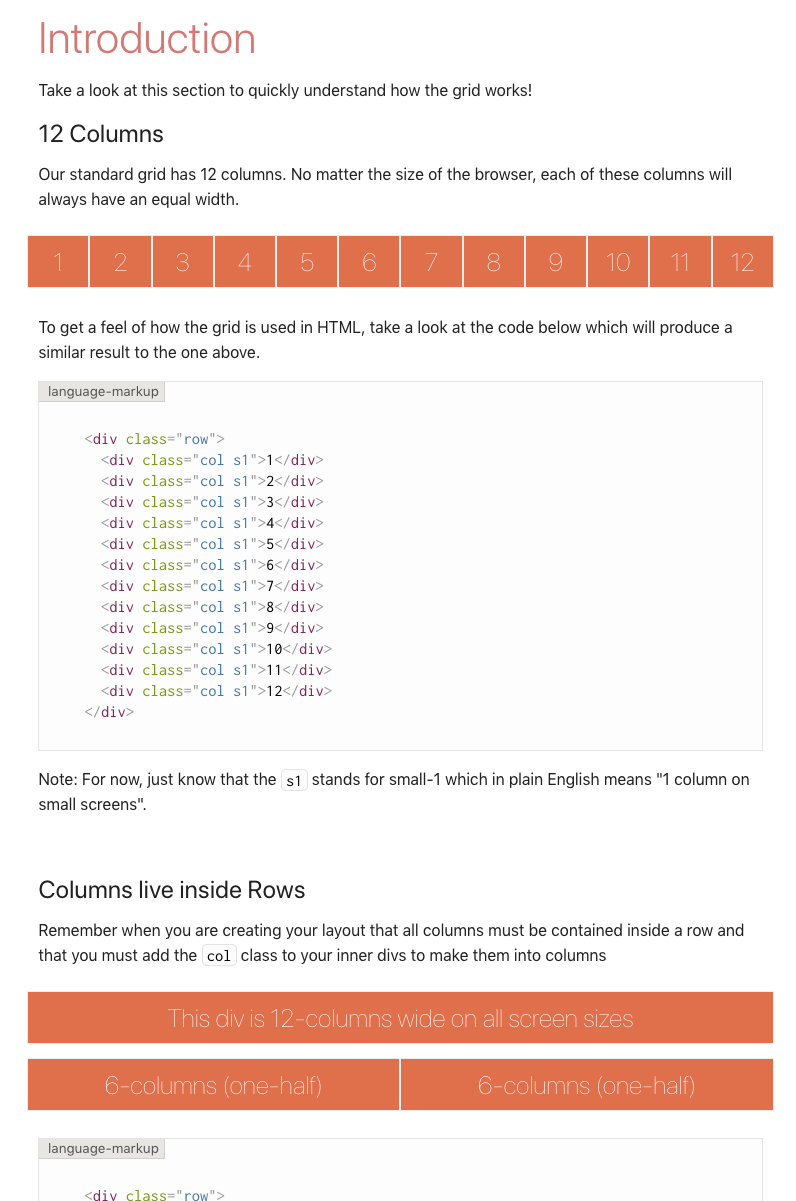 Introduction
Take a look at this section to quickly understand how the grid works!
12 Columns
Our standard grid has 12 columns. No matter the size of the browser, each of these columns will
always have an equal width.
1 2 3 4 5 6 7 8 9 10 11 12
To get a feel of how the grid is used in HTML, take a look at the code below which will produce a
similar result to the one above.
language-markup
<div class="row">
  <div class="col s1">1</div>
  <div class="col s1">2</div>
  <div class="col s1">3</div>
  <div class="col s1">4</div>
  <div class="col s1">5</div>
  <div class="col s1">6</div>
  <div class="col s1">7</div>
  <div class="col s1">8</div>
  <div class="col s1">9</div>
  <div class="col s1">10</div>
  <div class="col s1">11</div>
  <div class="col s1">12</div>
</div>
Note: For now, just know that the s1 stands for small-1 which in plain English means "1 column on
small screens".
Columns live inside Rows
Remember when you are creating your layout that all columns must be contained inside a row and
that you must add the col class to your inner divs to make them into columns
This div is 12-columns wide on all screen sizes
6-columns (one-half) 6-columns (one-half)
language-markup
<div class="row">